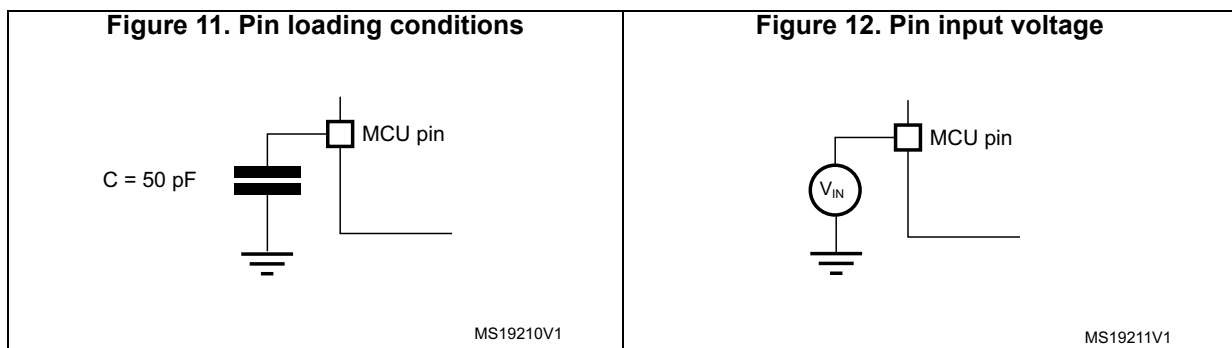 Figure 11. Pin loading conditions
MCU pin
C = 50 pF
MS19210V1
Figure 12. Pin input voltage
MCU pin
VIN
MS19211V1